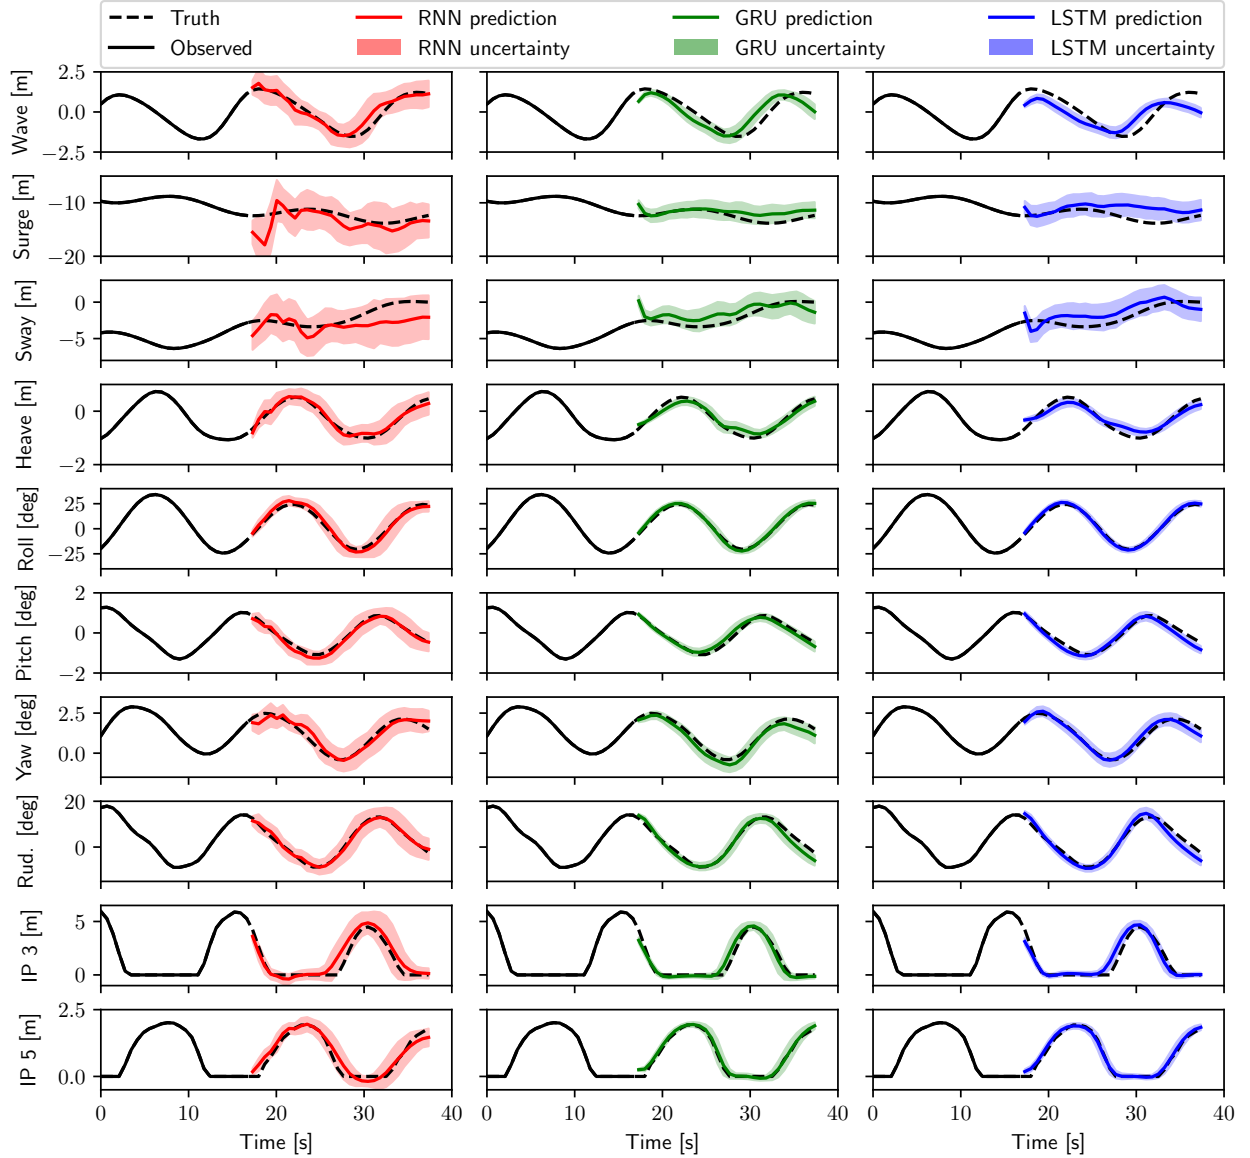 Truth RNN prediction GRU prediction LSTM prediction
Observed RNN uncertainty GRU uncertainty LSTM uncertainty
Wave [m]
2.5
0.0
−2.5
Surge [m]
−10
−20
Sway [m]
0
−5
Heave [m]
0
−2
Roll [deg]
25
0
−25
Pitch [deg]
2
0
−2
Yaw [deg]
2.5
0.0
Rud. [deg]
20
0
IP 3 [m]
5
0
IP 5 [m]
2.5
0.0
0 10 20 30 40 0 10 20 30 40 0 10 20 30 40
Time [s] Time [s] Time [s]